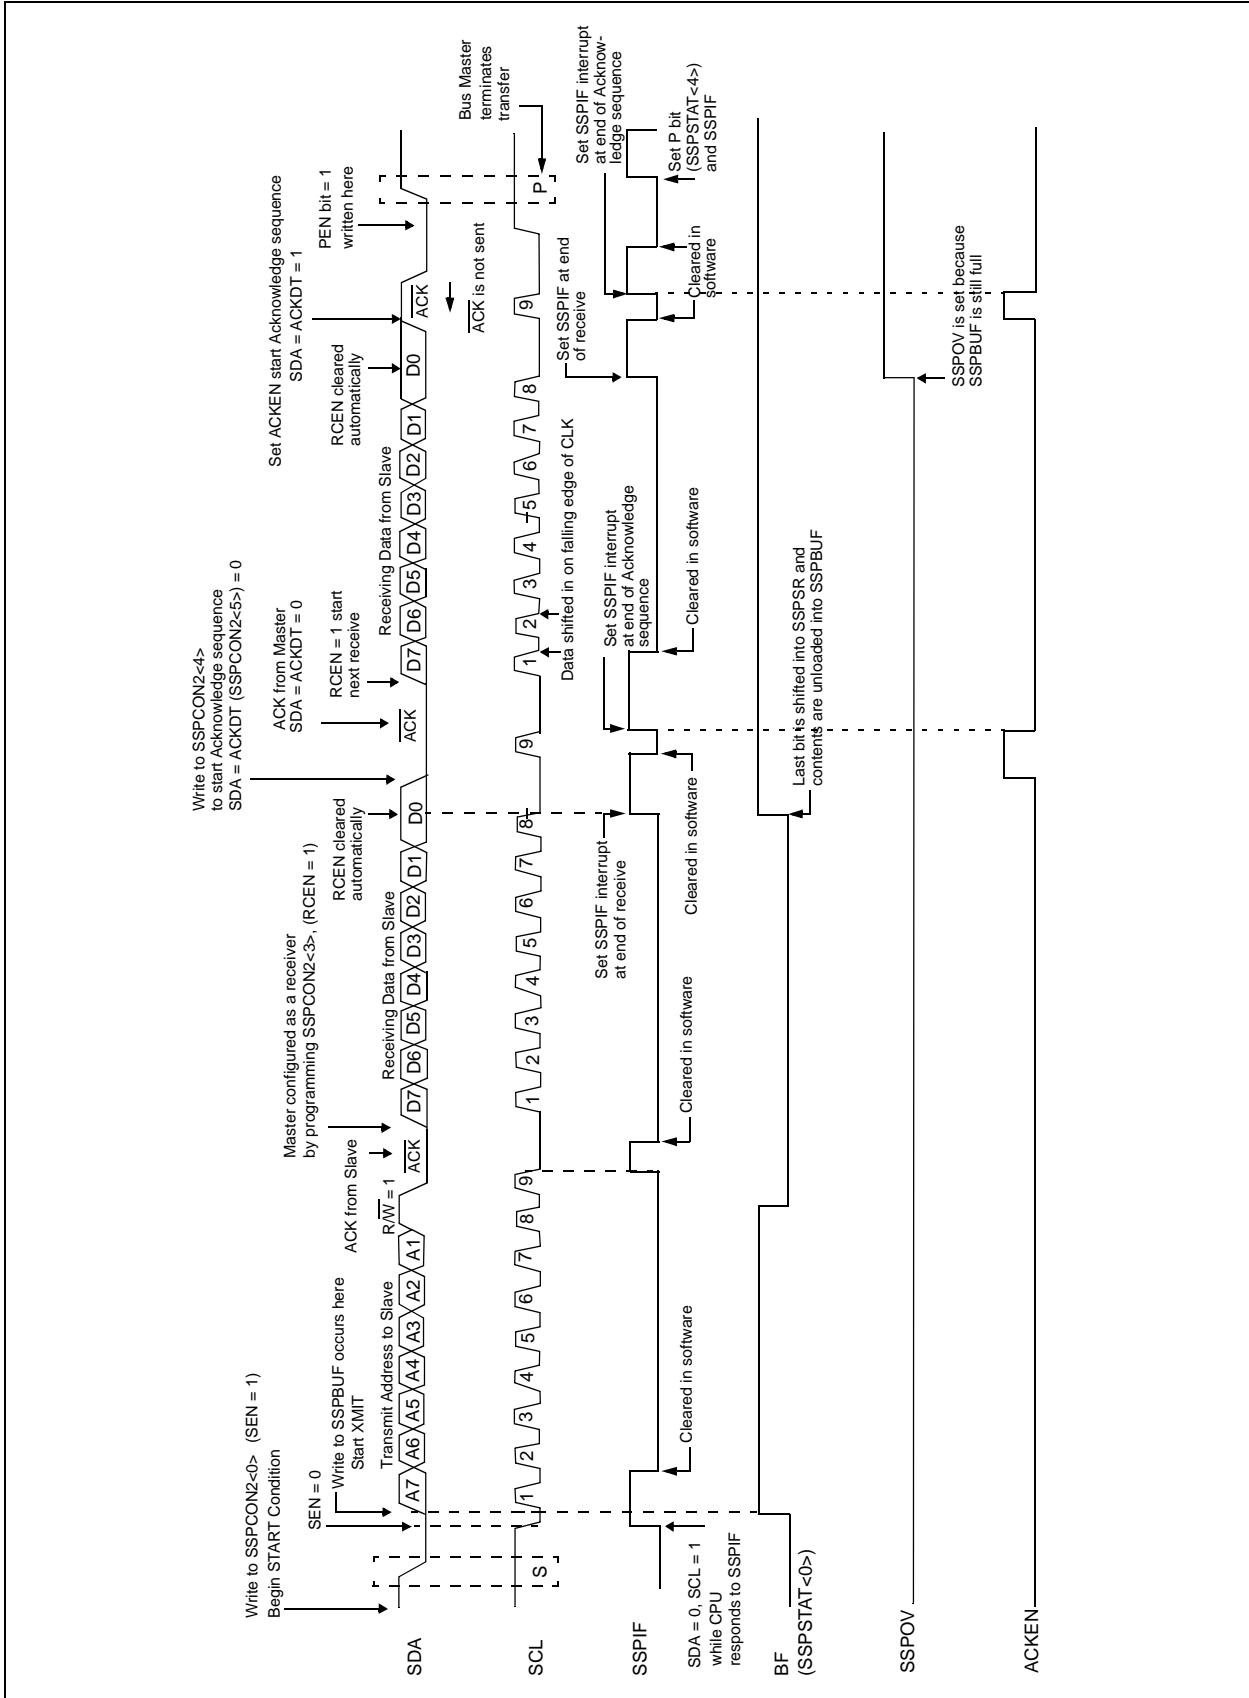 Write to SSPCON2<0>  (SEN = 1)
Begin START Condition
SEN = 0
Write to SSPBUF occurs here
Start XMIT
Transmit Address to Slave
R/W = 1
ACK from Slave
Master configured as a receiver
by programming SSPCON2<3>, (RCEN = 1)
Receiving Data from Slave
RCEN cleared
automatically
Write to SSPCON2<4>
to start Acknowledge sequence
SDA = ACKDT (SSPCON2<5>) = 0
ACK from Master
SDA = ACKDT = 0
RCEN = 1 start
next receive
Receiving Data from Slave
RCEN cleared
automatically
Set ACKEN start Acknowledge sequence
SDA = ACKDT = 1
PEN bit = 1
written here
SDA
A7 A6 A5 A4 A3 A2 A1
ACK
D7 D6 D5 D4 D3 D2 D1 D0
ACK
D7 D6 D5 D4 D3 D2 D1 D0
ACK
ACK is not sent
Bus Master
terminates
transfer
SCL
S
1 2 3 4 5 6 7 8 9
1 2 3 4 5 6 7 8 9
1 2 3 4 5 6 7 8 9
P
Data shifted in on falling edge of CLK
Set SSPIF interrupt
at end of receive
Set SSPIF interrupt
at end of Acknowledge
sequence
Set SSPIF at end
of receive
Set SSPIF interrupt
at end of Acknow-
ledge sequence
SSPIF
SDA = 0, SCL = 1
while CPU
responds to SSPIF
Cleared in software
Cleared in software
Cleared in software
Cleared in software
Cleared in
software
Set P bit
(SSPSTAT<4>)
and SSPIF
BF
(SSPSTAT<0>)
Last bit is shifted into SSPSR and
contents are unloaded into SSPBUF
SSPOV
SSPOV is set because
SSPBUF is still full
ACKEN